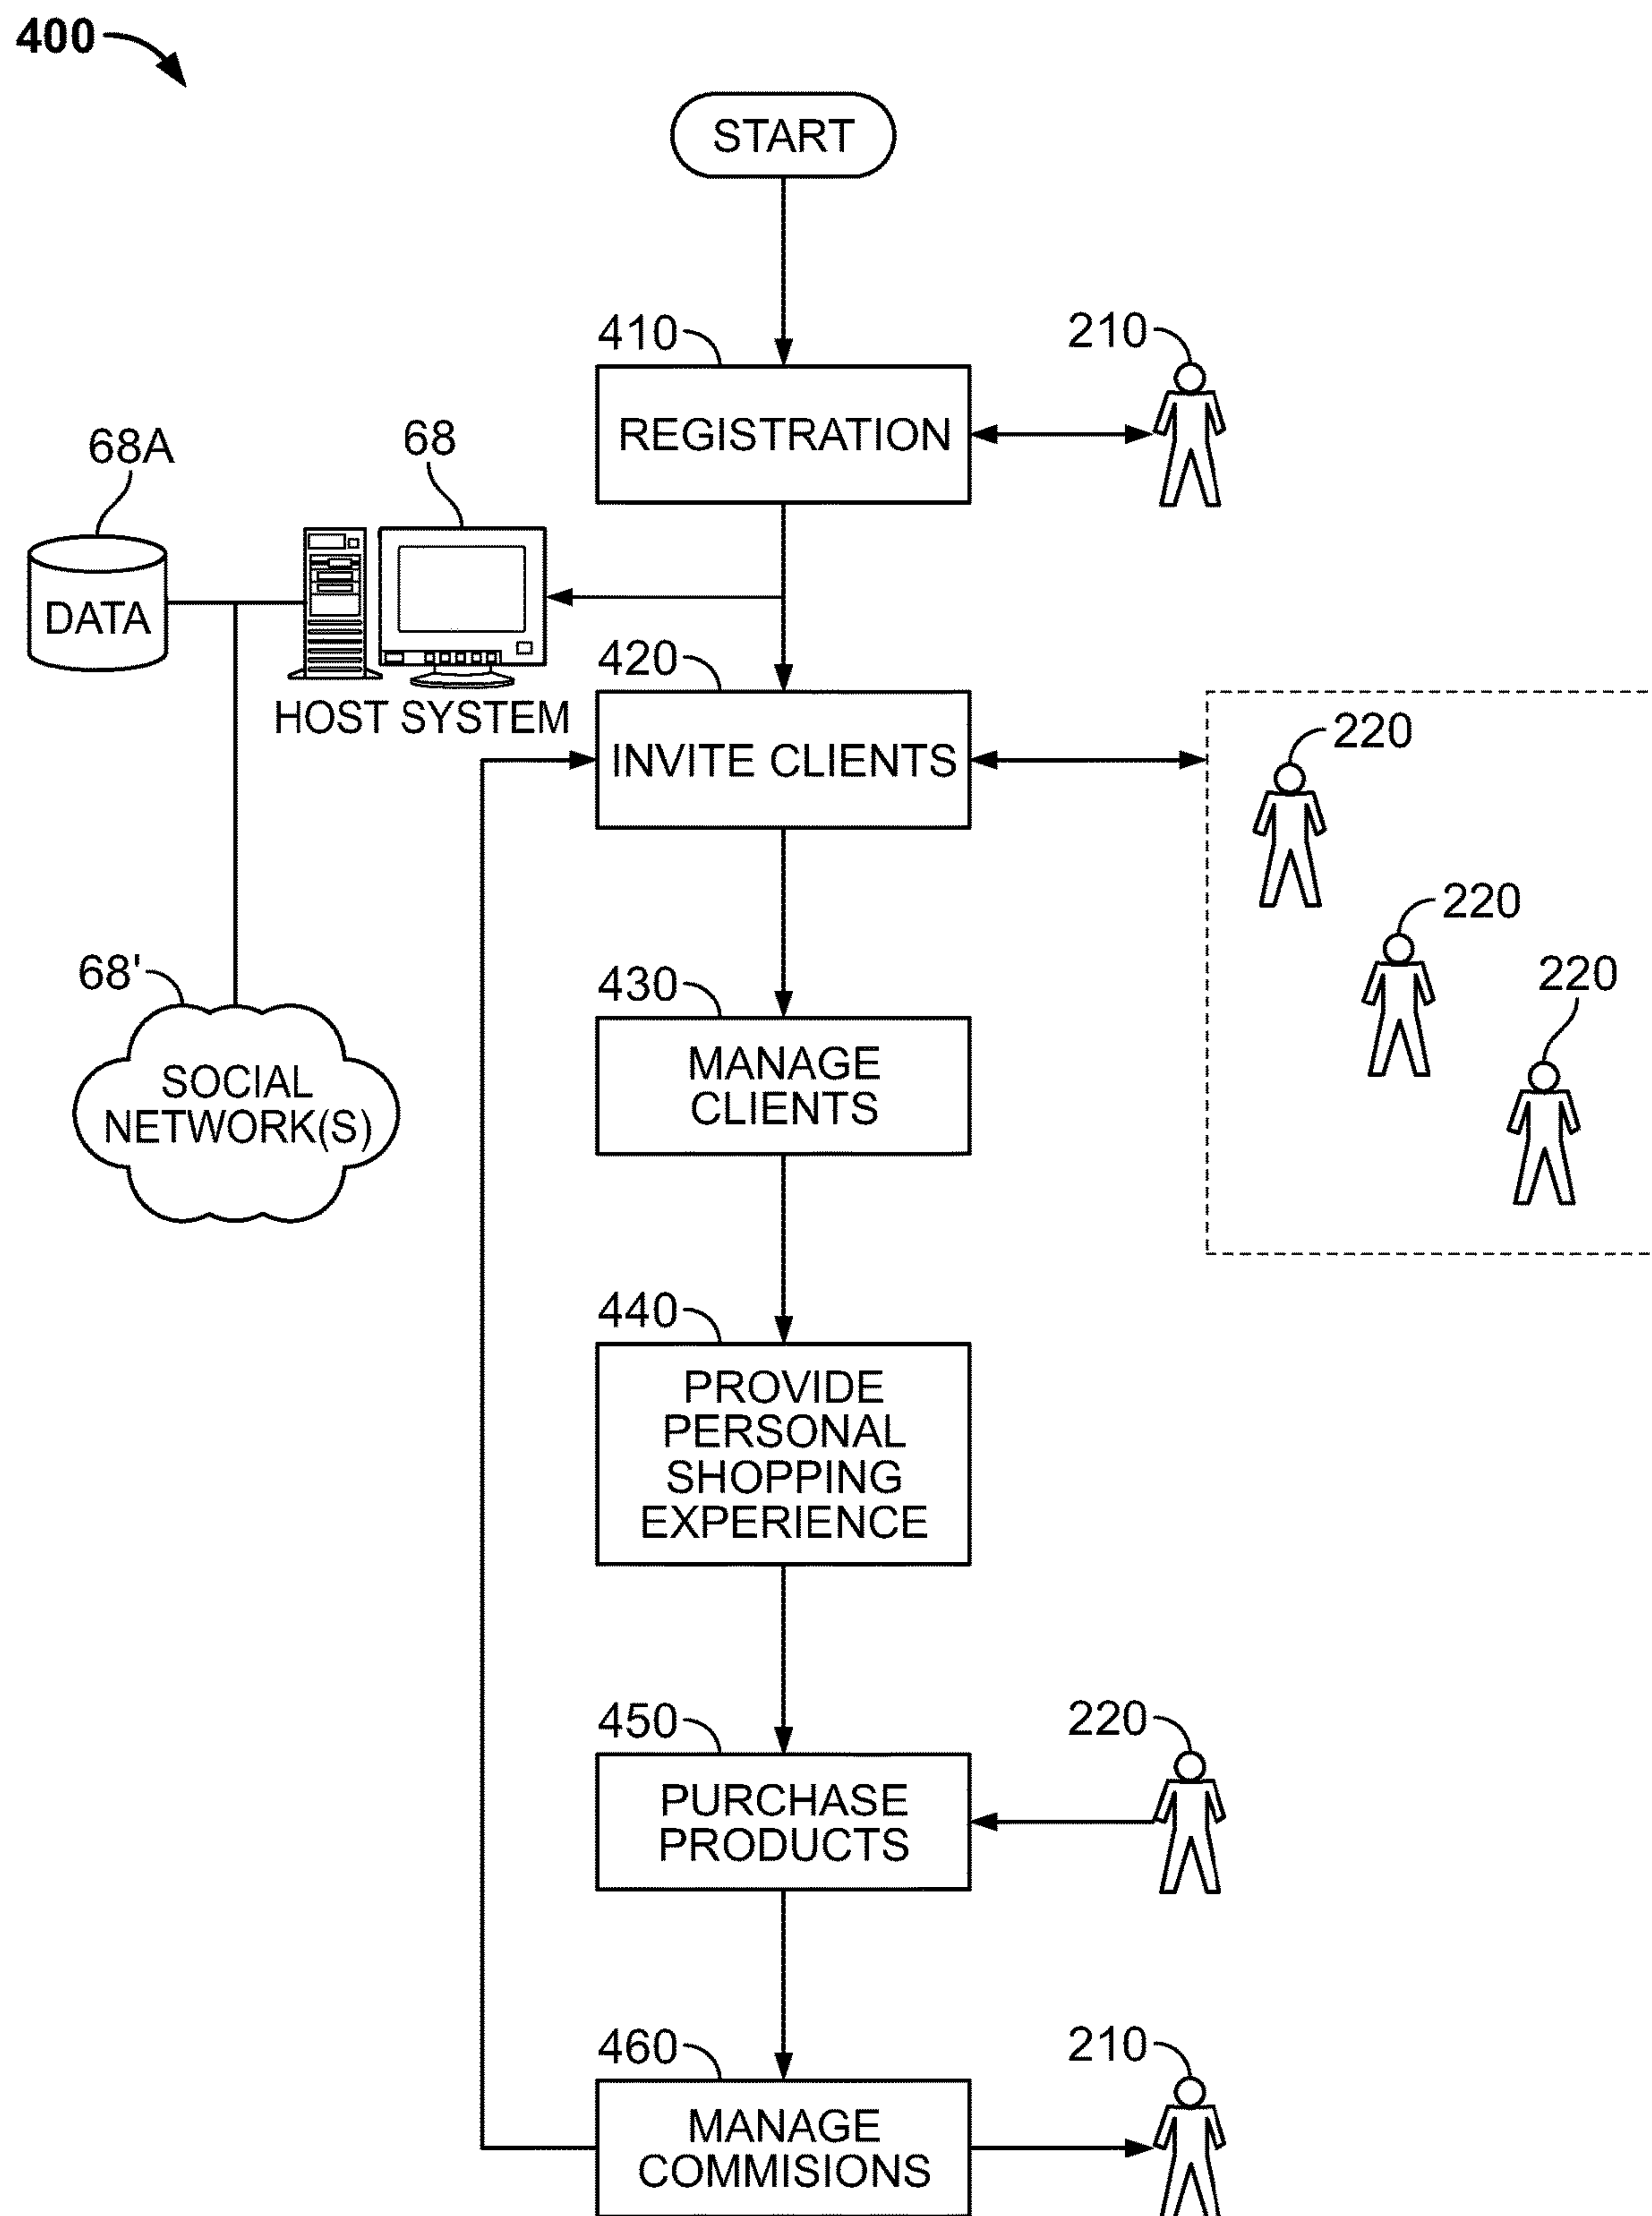 400
START
410
210
REGISTRATION
68A
68
DATA
HOST SYSTEM
420
INVITE CLIENTS
220
220
220
68'
SOCIAL
NETWORK(S)
430
MANAGE
CLIENTS
440
PROVIDE
PERSONAL
SHOPPING
EXPERIENCE
450
220
PURCHASE
PRODUCTS
460
210
MANAGE
COMMISIONS